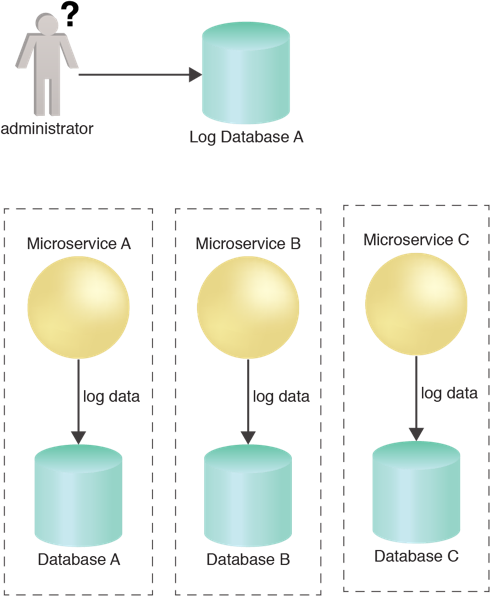 ?
administrator
Log Database A
Microservice A
Microservice B
Microservice C
log data
log data
log data
Database A
Database B
Database C